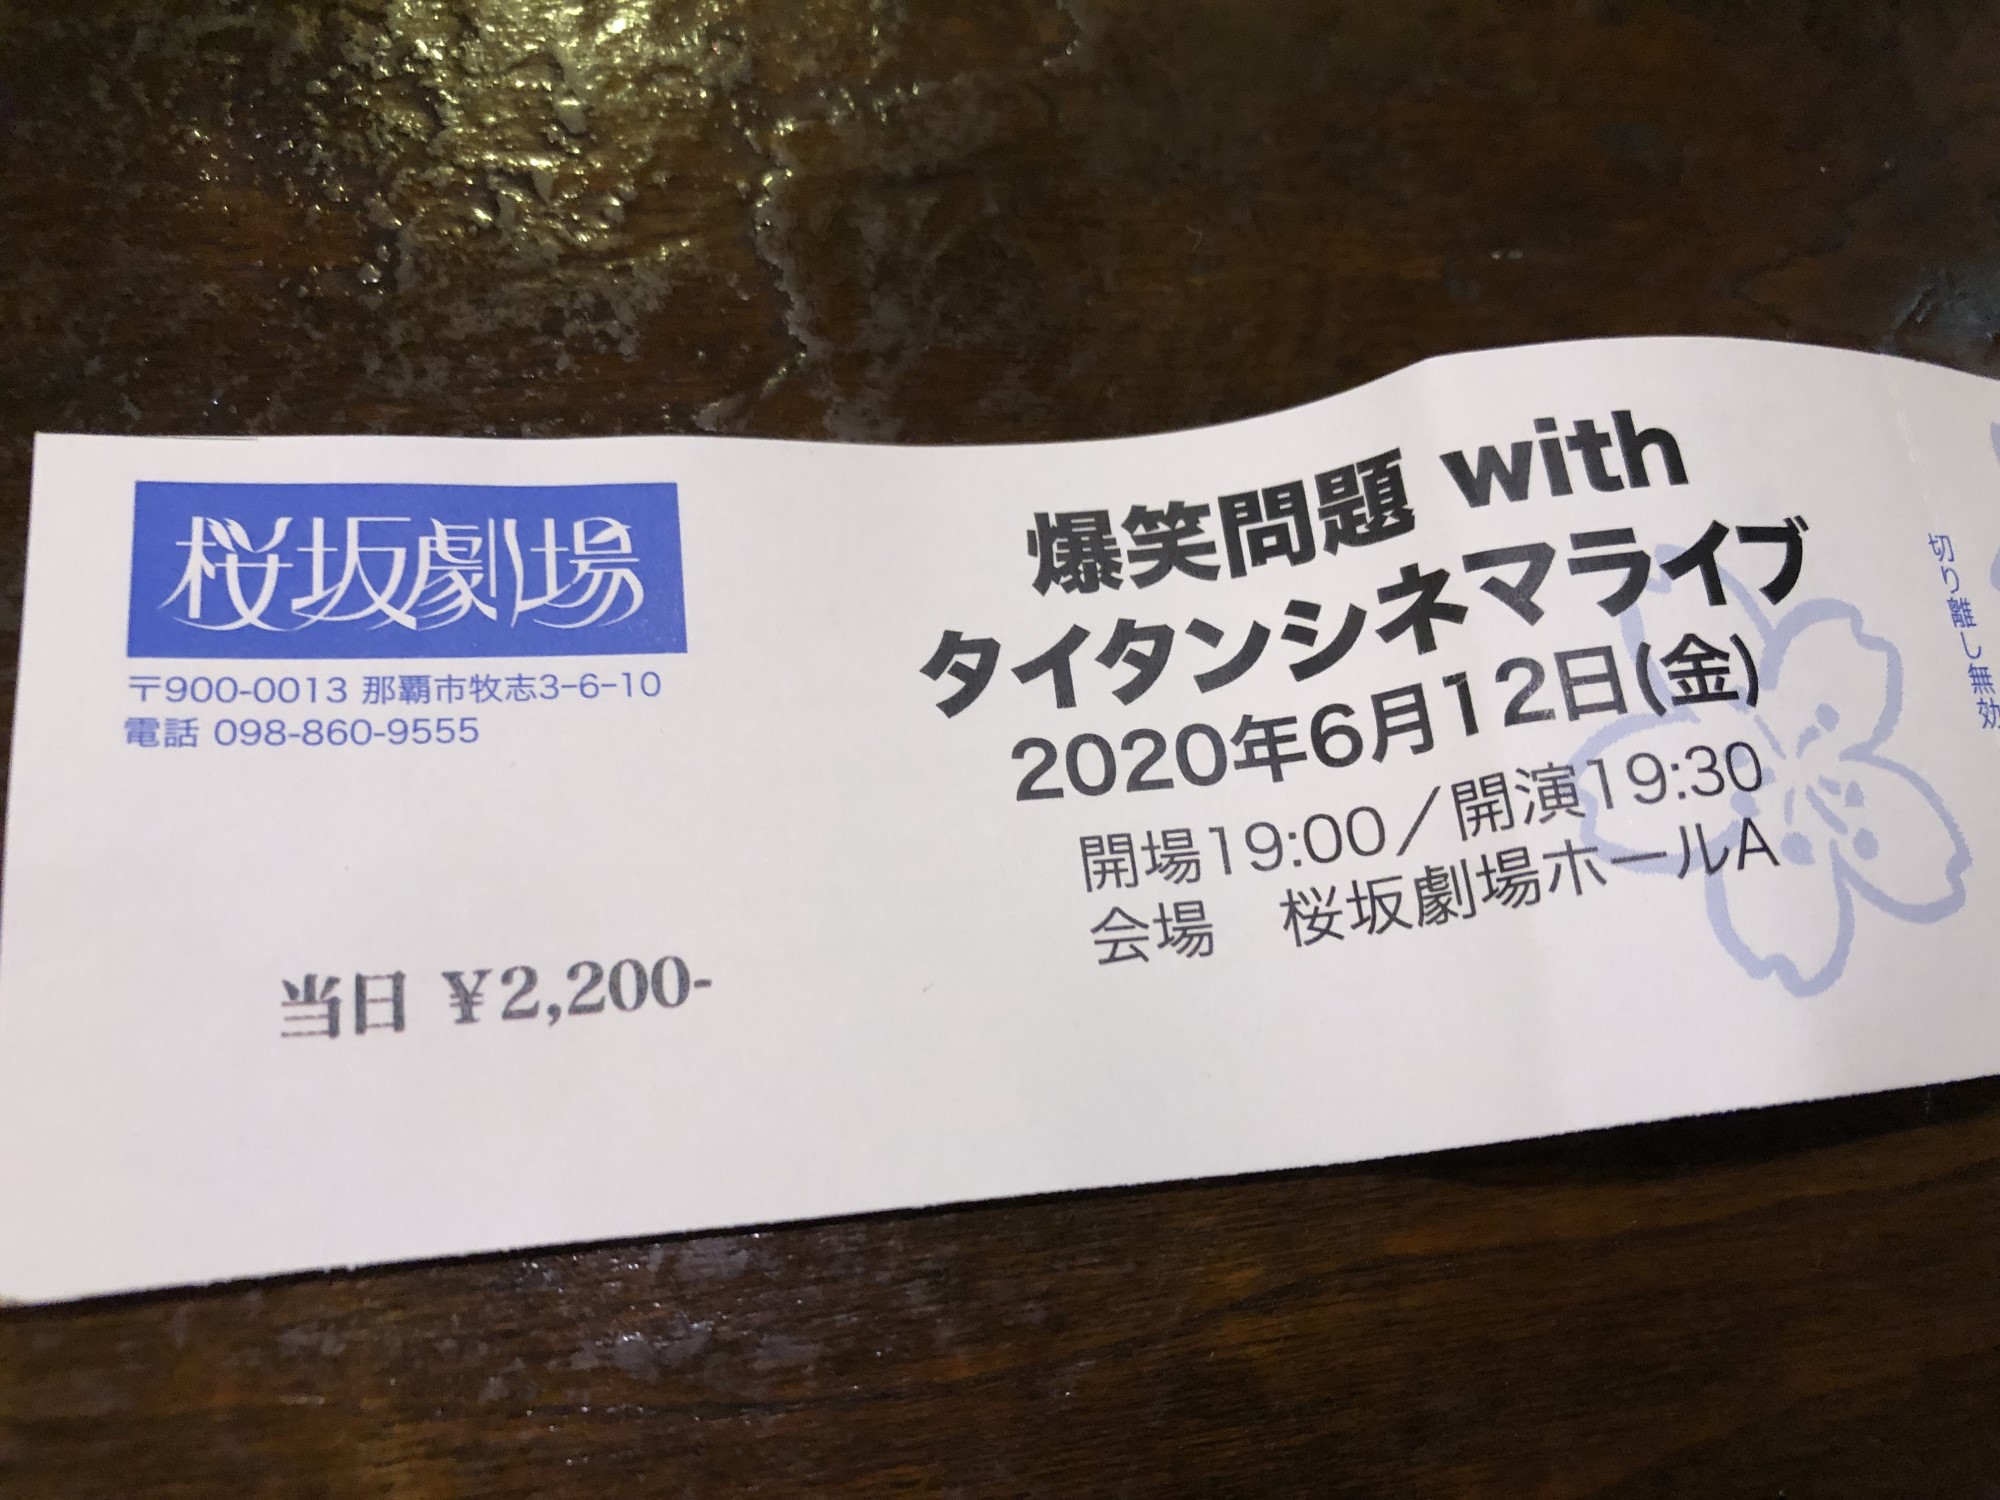 桜坂劇場
〒900-0013 那覇市牧志3-6-10
電話 098-860-9555
当日 ¥2,200-
爆笑問題 with
タイタンシネマライブ
2020年6月12日(金)
開場19:00／開演19:30
会場　桜坂劇場ホールA
切り離し無効